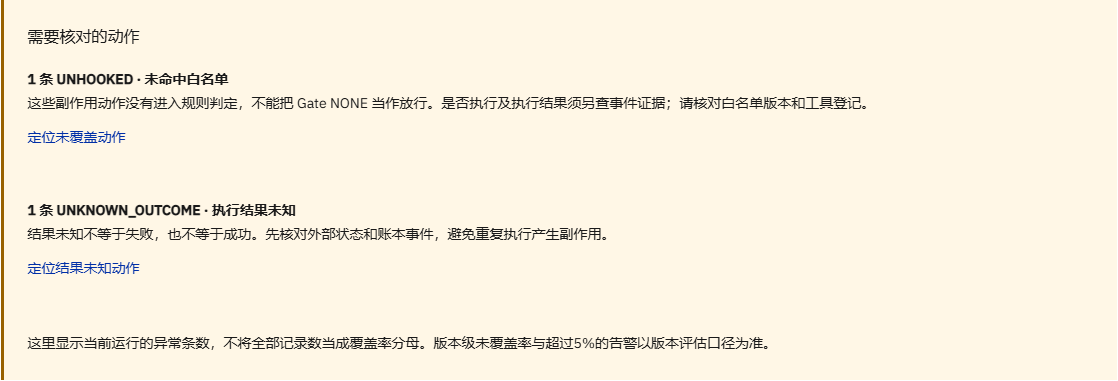 需要核对的动作
1 条 UNHOOKED · 未命中白名单
这些副作用动作没有进入规则判定，不能把 Gate NONE 当作放行。是否执行及执行结果须另查事件证据；请核对白名单版本和工具登记。
定位未覆盖动作
1 条 UNKNOWN_OUTCOME · 执行结果未知
结果未知不等于失败，也不等于成功。先核对外部状态和账本事件，避免重复执行产生副作用。
定位结果未知动作
这里显示当前运行的异常条数，不将全部记录数当成覆盖率分母。版本级未覆盖率与超过5%的告警以版本评估口径为准。